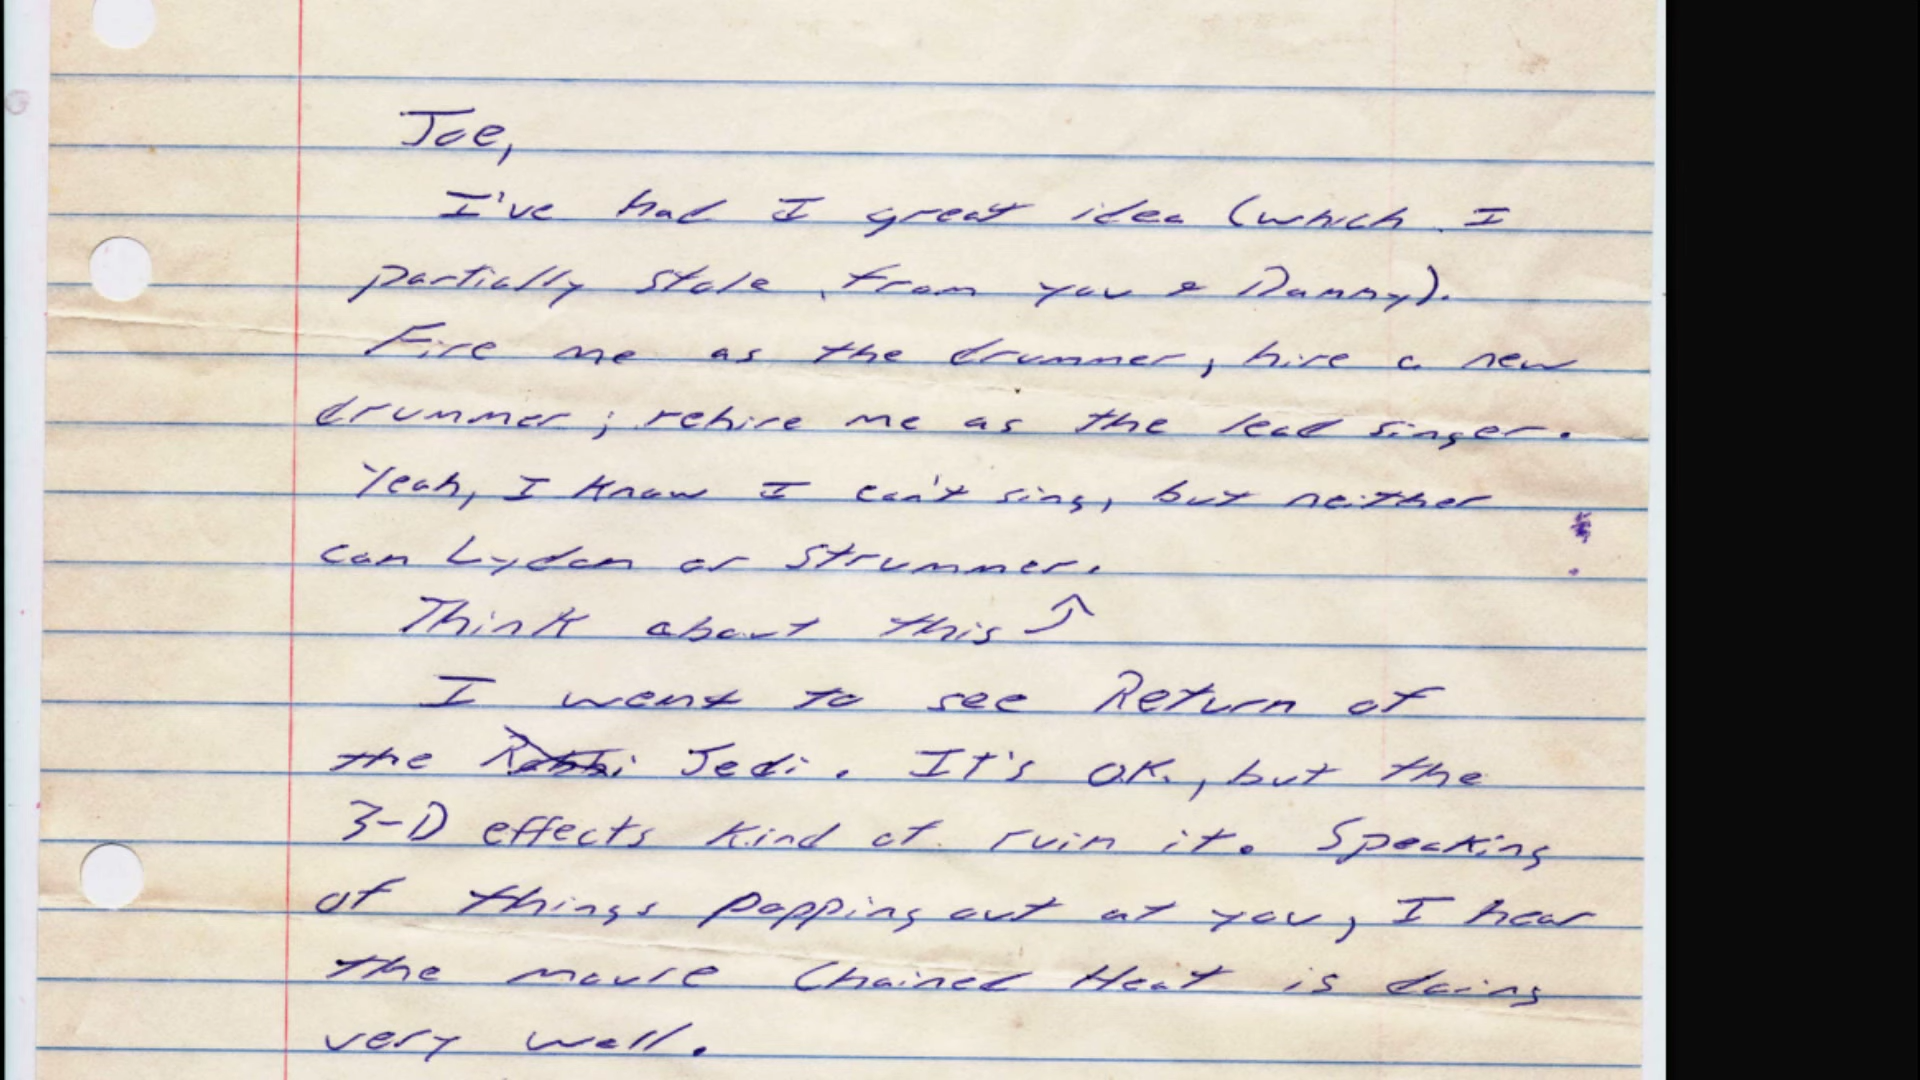 Joe,
I've had I great idea (which I
partially stole from you & Danny).
Fire me as the drummer, hire a new
drummer; rehire me as the lead singer.
Yeah, I know I can't sing, but neither
can Lydon or Strummer.
Think about this ↑
I went to see Return of
the Rabbi Jedi. It's OK., but the
3-D effects kind of ruin it. Speaking
of things popping out at you, I hear
the movie Chained Heat is doing
very well.